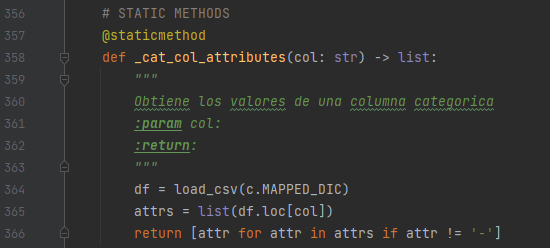 356 # STATIC METHODS
357 @staticmethod
358 def _cat_col_attributes(col: str) -> list:
359 """
360 Obtiene los valores de una columna categorica
361 :param col:
362 :return:
363 """
364 df = load_csv(c.MAPPED_DIC)
365 attrs = list(df.loc[col])
366 return [attr for attr in attrs if attr != '-']